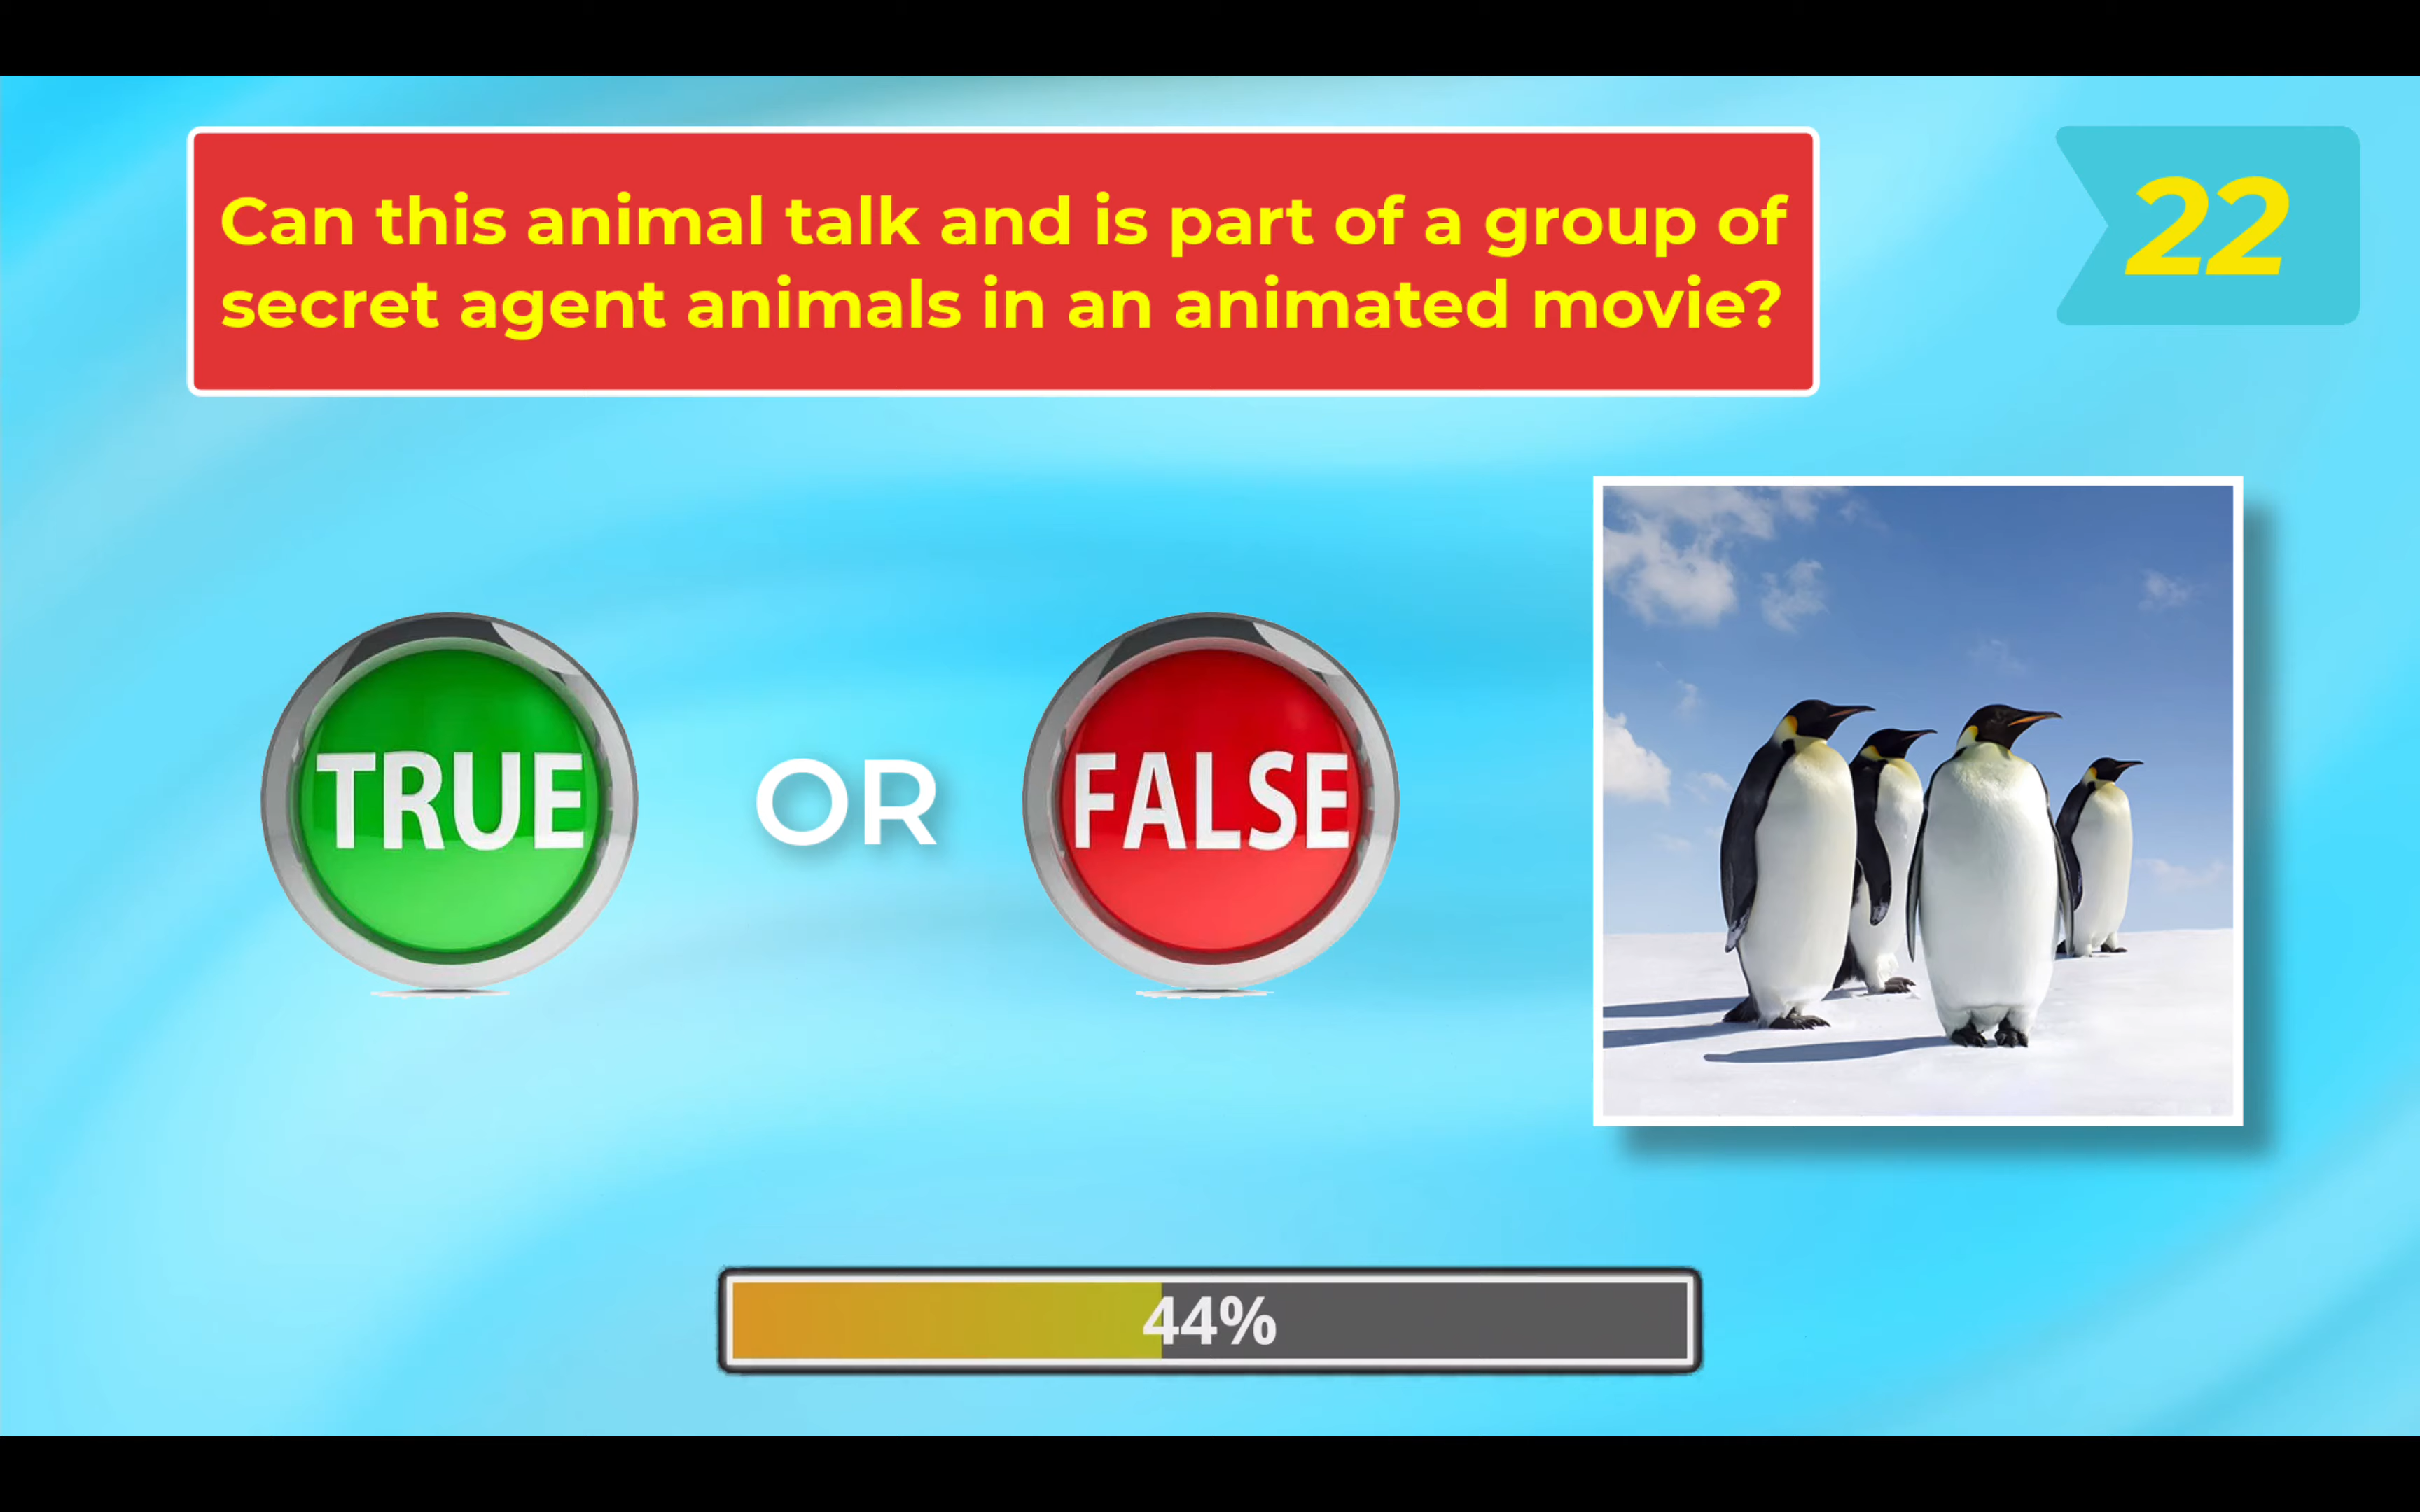 Can this animal talk and is part of a group of
secret agent animals in an animated movie?
22
TRUE
OR
FALSE
44%